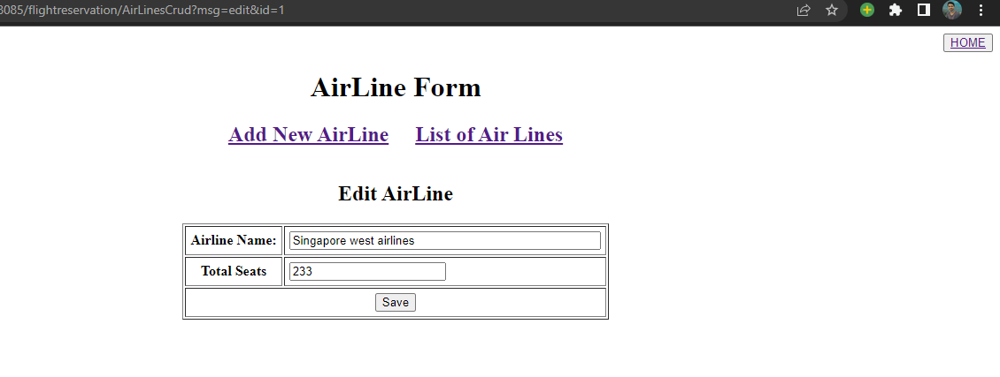 8085/flightreservation/AirLinesCrud?msg=edit&id=1
HOME
AirLine Form
Add New AirLine List of Air Lines
Edit AirLine
Airline Name: Singapore west airlines
Total Seats 233
Save